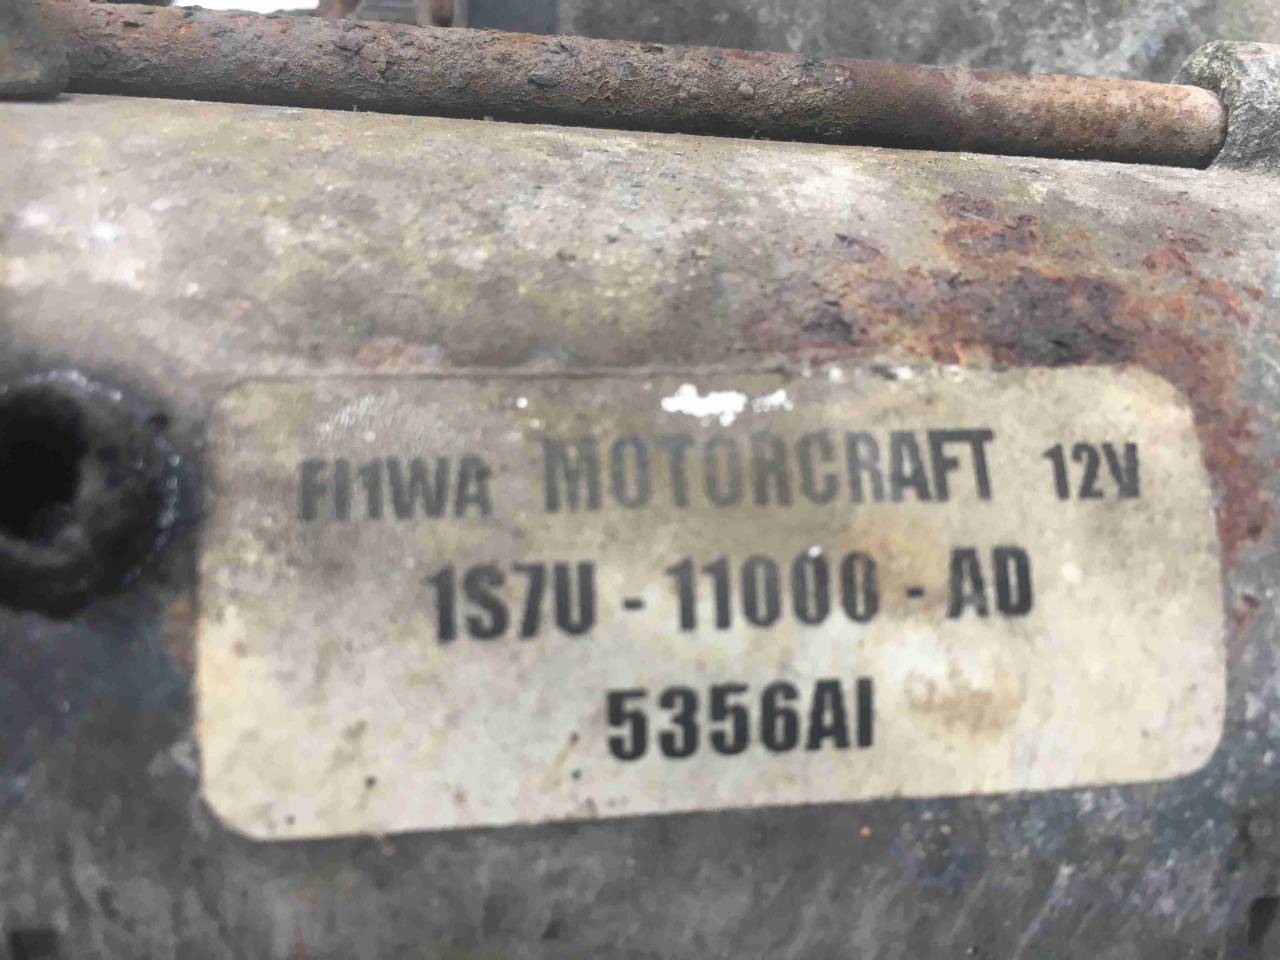 FI1WA MOTORCRAFT 12V
1S7U - 11000 - AD
5356AI